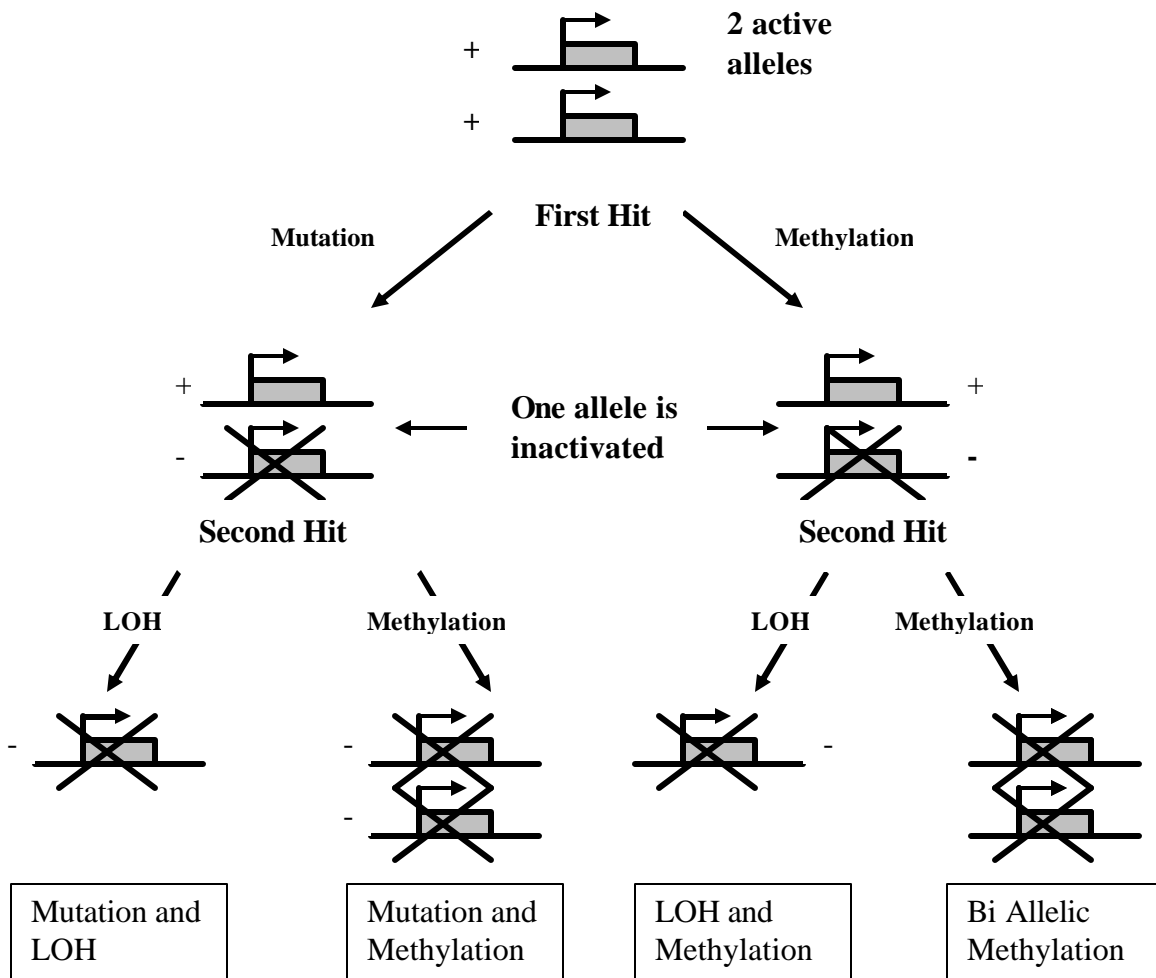 +
2 active
alleles
+
First Hit
Mutation
Methylation
+
One allele is
inactivated
+
-
-
Second Hit
Second Hit
LOH
Methylation
LOH
Methylation
-
-
-
-
Mutation and
LOH
Mutation and
Methylation
LOH and
Methylation
Bi Allelic
Methylation